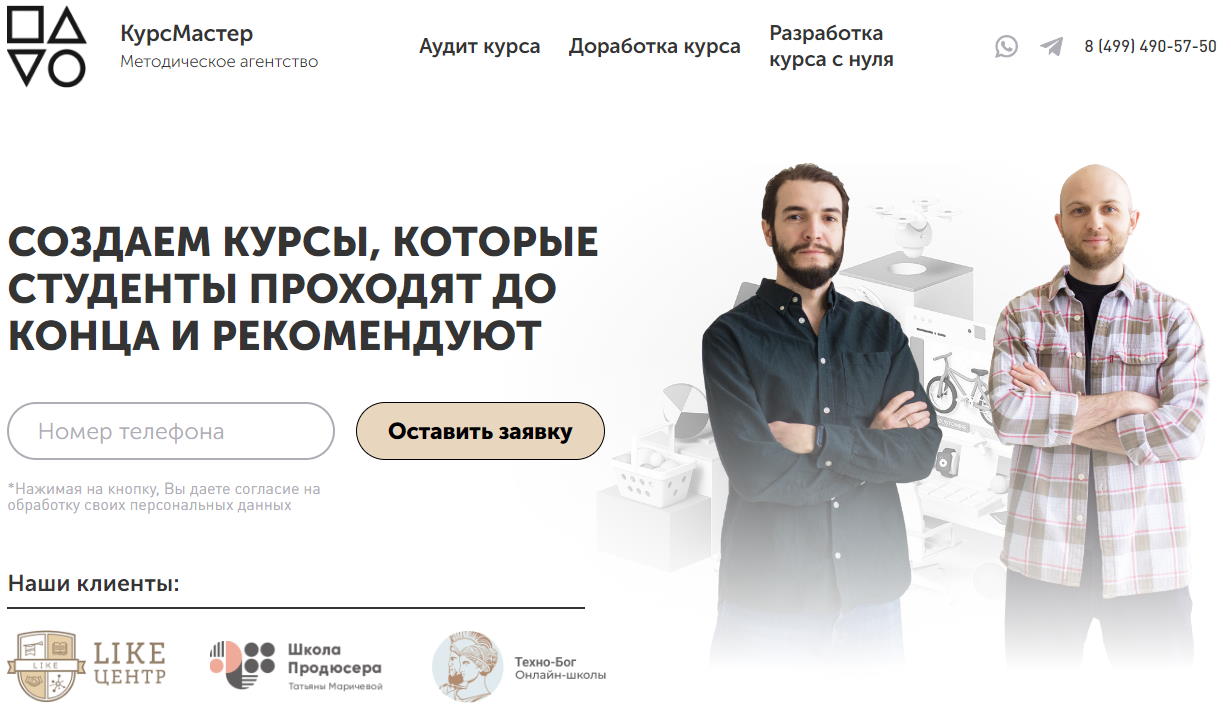 КурсМастер
Методическое агентство
Аудит курса
Доработка курса
Разработка
курса с нуля
8 (499) 490-57-50
СОЗДАЕМ КУРСЫ, КОТОРЫЕ
СТУДЕНТЫ ПРОХОДЯТ ДО
КОНЦА И РЕКОМЕНДУЮТ
Номер телефона
Оставить заявку
*Нажимая на кнопку, Вы даете согласие на
обработку своих персональных данных
Наши клиенты:
LIKE
LIKE
ЦЕНТР
Школа
Продюсера
Татьяны Маричевой
Техно-Бог
Онлайн-школы